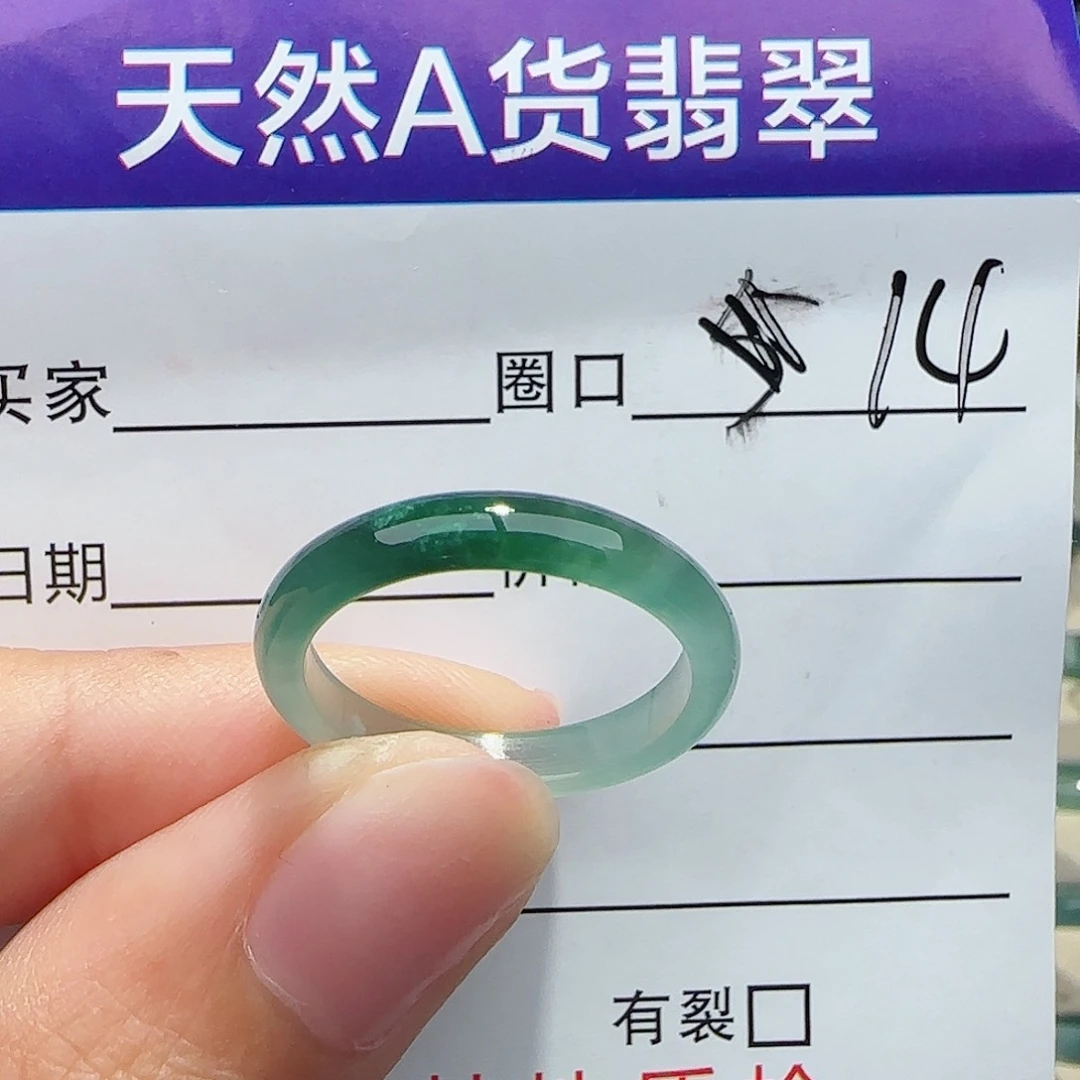 天然A货翡翠
买家 圈口 14
日期
有裂